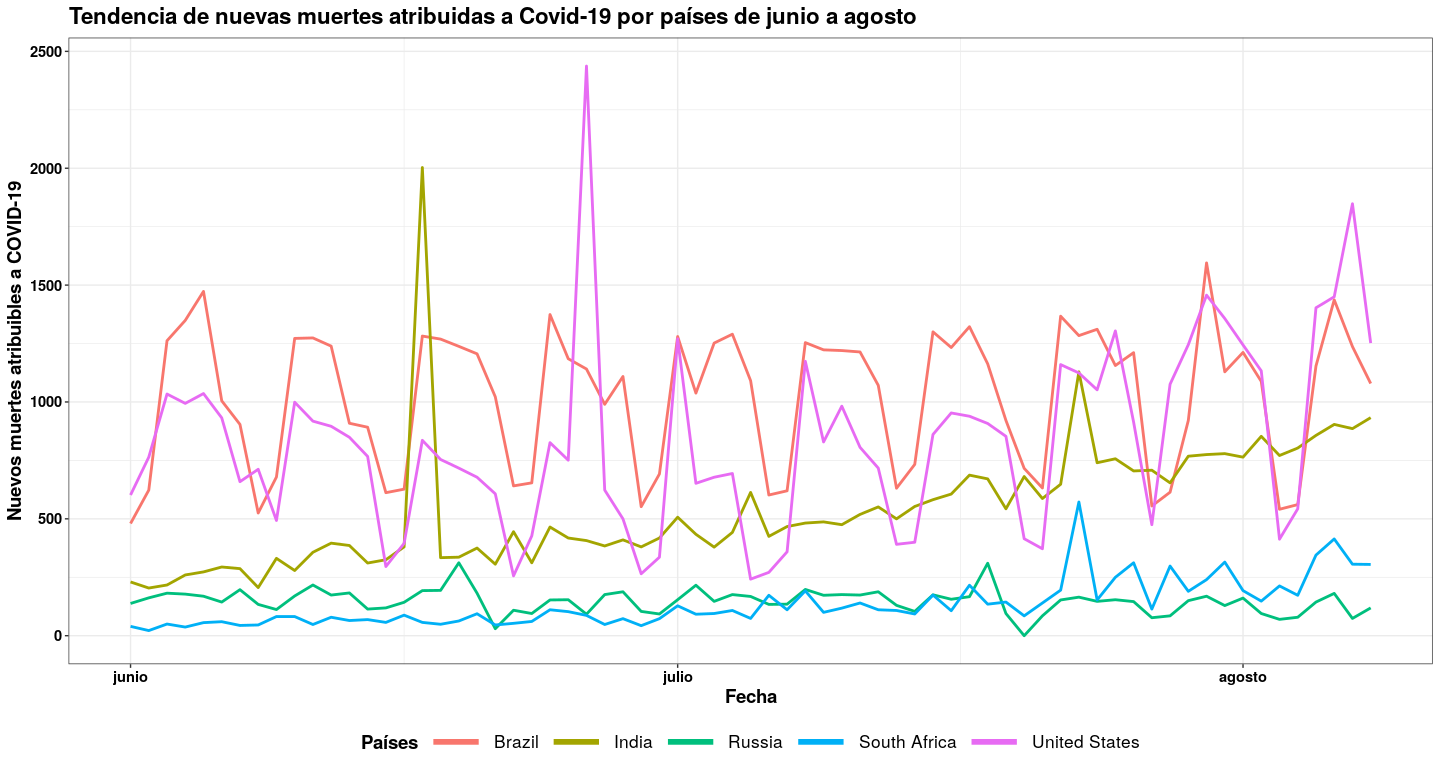 Tendencia de nuevas muertes atribuidas a Covid-19 por países de junio a agosto
Nuevos muertes atribuibles a COVID-19
2500
2000
1500
1000
500
0
junio julio agosto
Fecha
Países Brazil India Russia South Africa United States